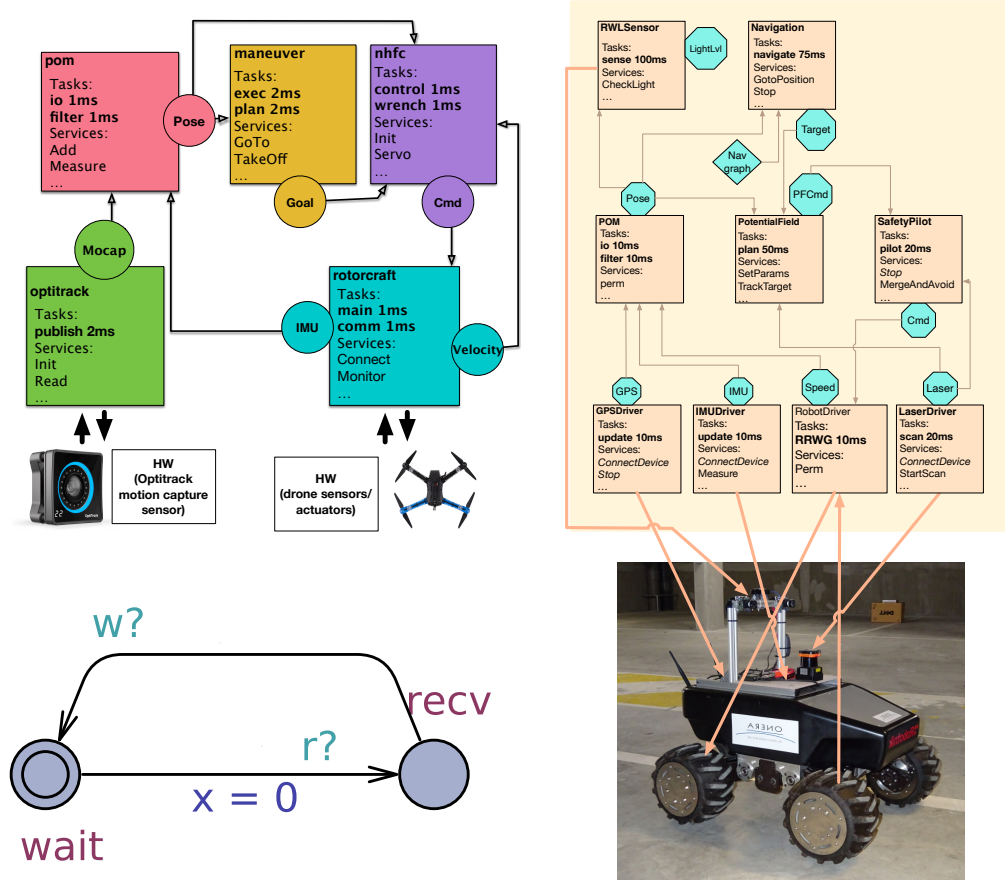 pom
Tasks:
io 1ms
filter 1ms
Services:
Add
Measure
...
Pose
maneuver
Tasks:
exec 2ms
plan 2ms
Services:
GoTo
TakeOff
...
Goal
nhfc
Tasks:
control 1ms
wrench 1ms
Services:
Init
Servo
...
Cmd
Mocap
optitrack
Tasks:
publish 2ms
Services:
Init
Read
...
IMU
rotorcraft
Tasks:
main 1ms
comm 1ms
Services:
Connect
Monitor
...
Velocity
HW
(Optitrack
motion capture
sensor)
22
OptiTrack
HW
(drone sensors/
actuators)
RWLSensor
Tasks:
sense 100ms
Services:
CheckLight
...
LightLvl
Navigation
Tasks:
navigate 75ms
Services:
GotoPosition
Stop
...
Target
Nav
graph
Pose
PFCmd
POM
Tasks:
io 10ms
filter 10ms
Services:
perm
...
PotentialField
Tasks:
plan 50ms
Services:
SetParams
TrackTarget
...
SafetyPilot
Tasks:
pilot 20ms
Services:
Stop
MergeAndAvoid
...
Cmd
GPS
IMU
Speed
Laser
GPSDriver
Tasks:
update 10ms
Services:
ConnectDevice
Stop
...
IMUDriver
Tasks:
update 10ms
Services:
ConnectDevice
Measure
...
RobotDriver
Tasks:
RRWG 10ms
Services:
Perm
...
LaserDriver
Tasks:
scan 20ms
Services:
ConnectDevice
StartScan
...
w?
recv
r?
x = 0
wait
ONERA